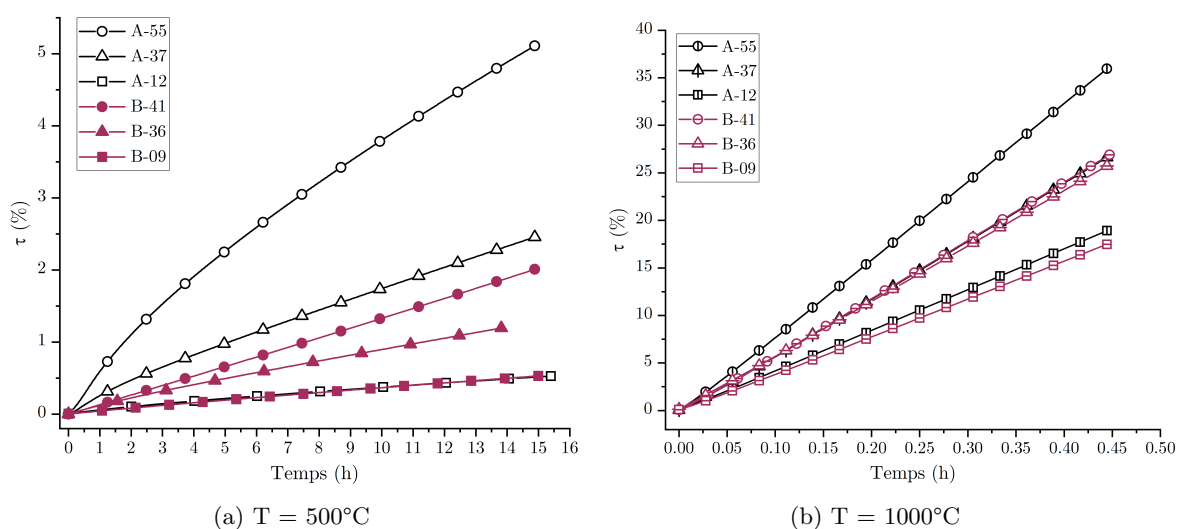 A-55
A-37
A-12
B-41
B-36
B-09
5
4
3
2
1
0
τ (%)
0 1 2 3 4 5 6 7 8 9 10 11 12 13 14 15 16
Temps (h)
(a) T = 500°C
A-55
A-37
A-12
B-41
B-36
B-09
40
35
30
25
20
15
10
5
0
τ (%)
0.00 0.05 0.10 0.15 0.20 0.25 0.30 0.35 0.40 0.45 0.50
Temps (h)
(b) T = 1000°C